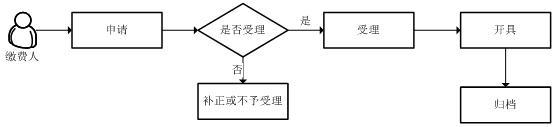 缴费人
申请
是否受理
是
受理
开具
否
补正或不予受理
归档